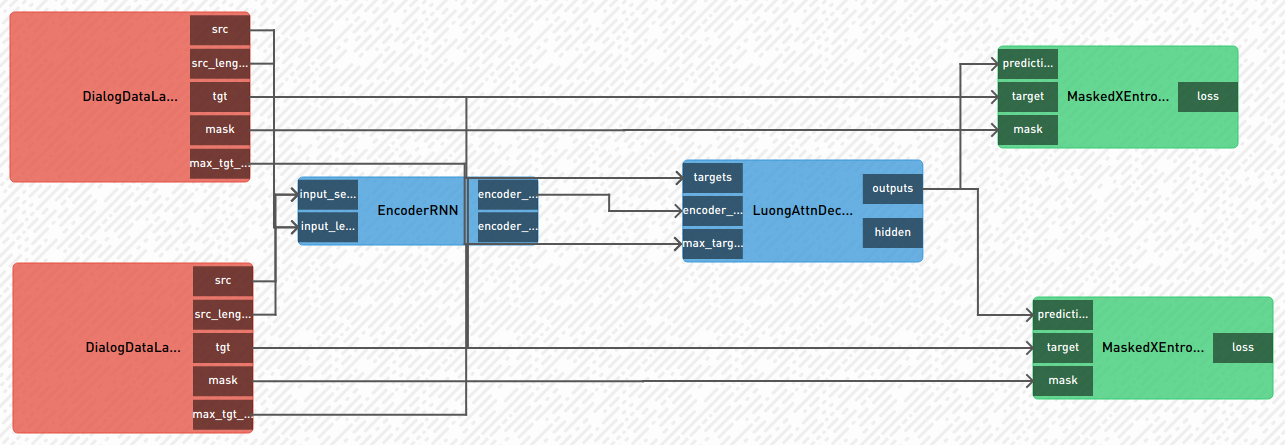 DialogDataLa...
src
src_leng...
tgt
mask
max_tgt_...
input_se...
input_le...
EncoderRNN
encoder_...
encoder_...
targets
encoder_...
max_targ...
LuongAttnDec...
outputs
hidden
predicti...
target
mask
MaskedXEntro...
loss
DialogDataLa...
src
src_leng...
tgt
mask
max_tgt_...
predicti...
target
mask
MaskedXEntro...
loss